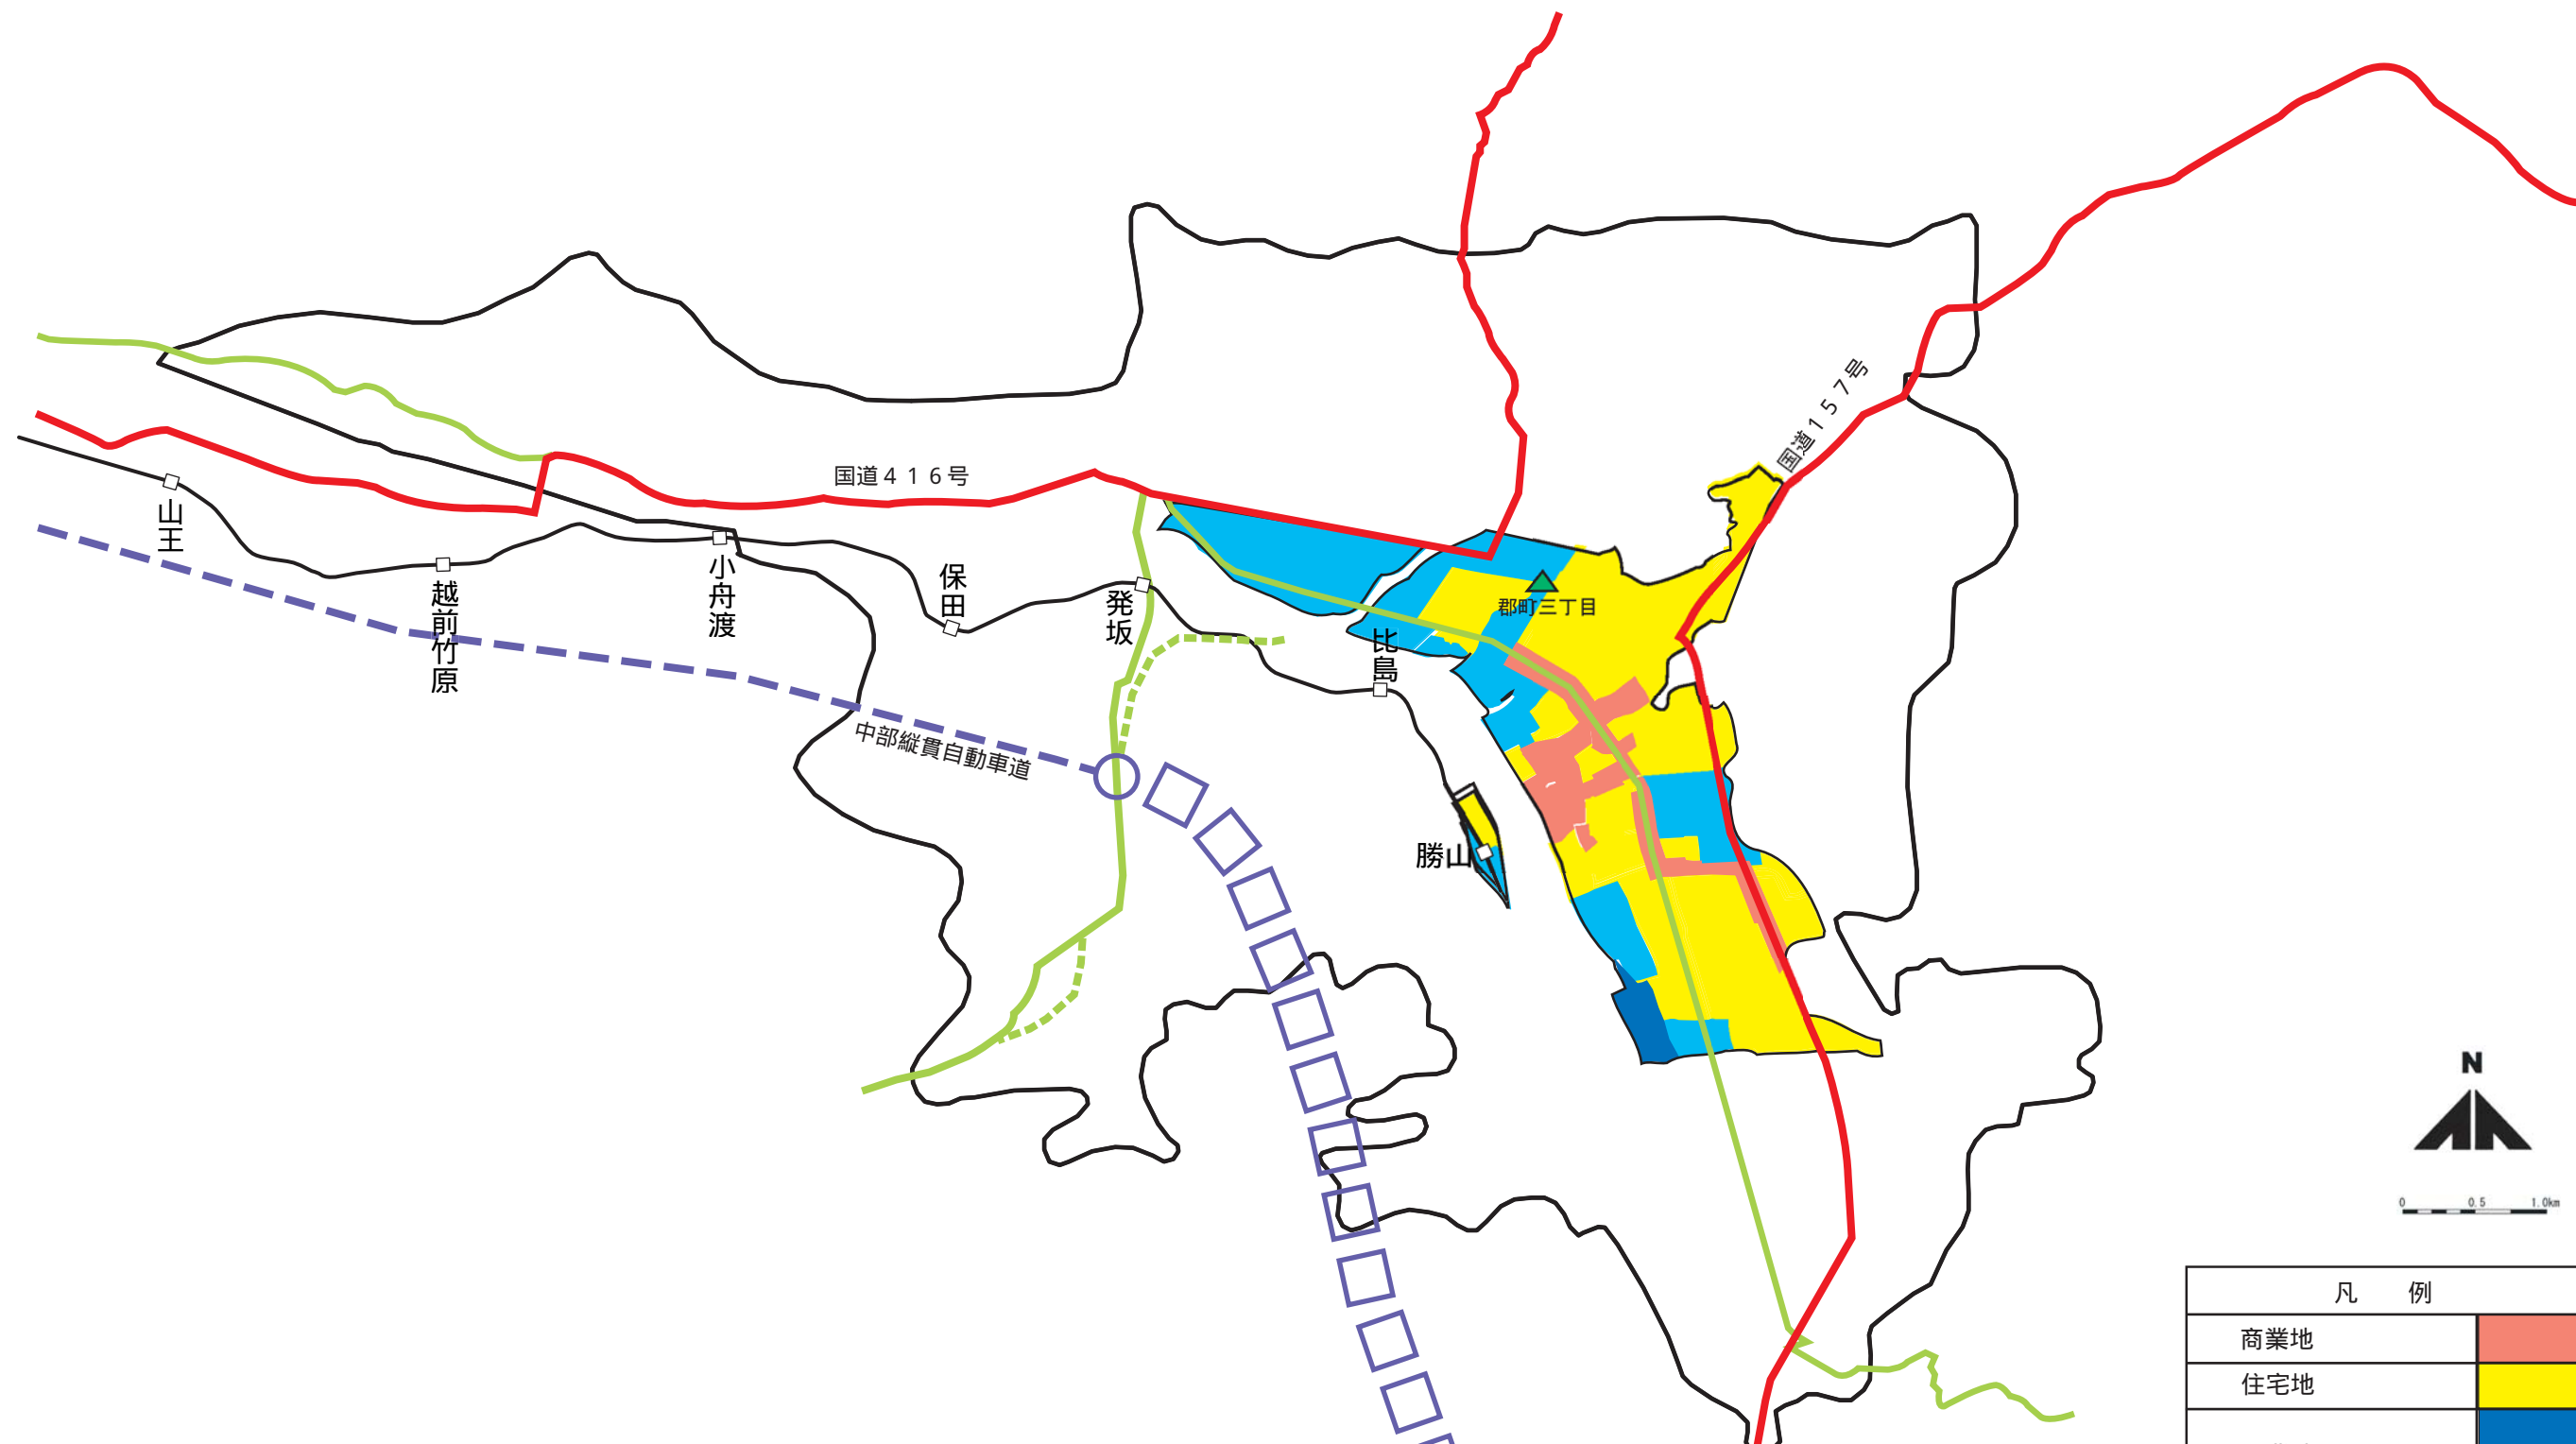 国道157号
国道416号
山王
越前竹原
小舟渡
保田
発坂
比島
郡町三丁目
中部縦貫自動車道
勝山
N
0 0.5 1.0km
凡 例
商業地
住宅地